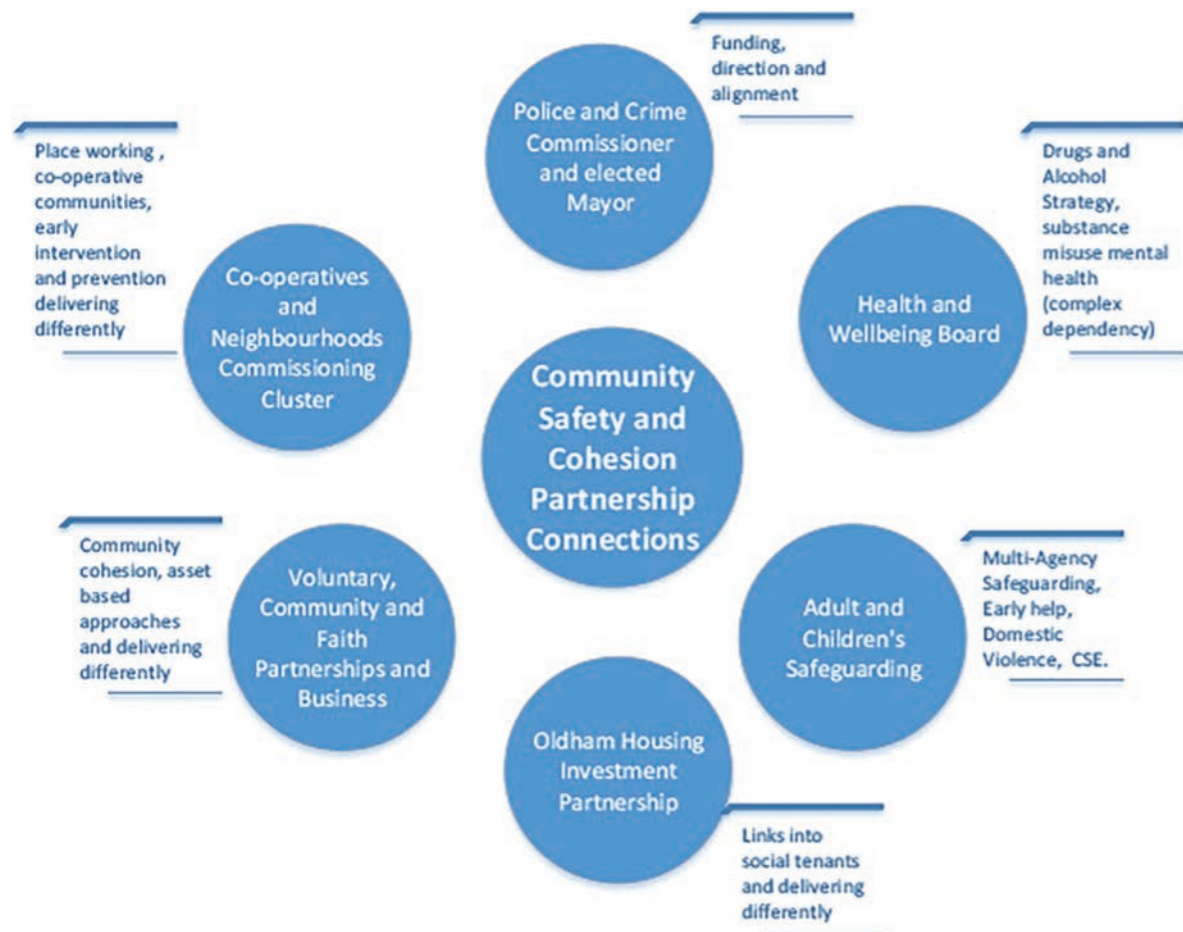 Police and Crime
Commissioner
and elected
Mayor
Funding,
direction and
alignment
Health and
Wellbeing Board
Drugs and
Alcohol
Strategy,
substance
misuse mental
health
(complex
dependency)
Adult and
Children's
Safeguarding
Multi-Agency
Safeguarding,
Early help,
Domestic
Violence, CSE.
Oldham Housing
Investment
Partnership
Links into
social tenants
and delivering
differently
Voluntary,
Community and
Faith
Partnerships and
Business
Community
cohesion, asset
based
approaches
and delivering
differently
Co-operatives
and
Neighbourhoods
Commissioning
Cluster
Place working ,
co-operative
communities,
early
intervention
and prevention
delivering
differently
Community
Safety and
Cohesion
Partnership
Connections